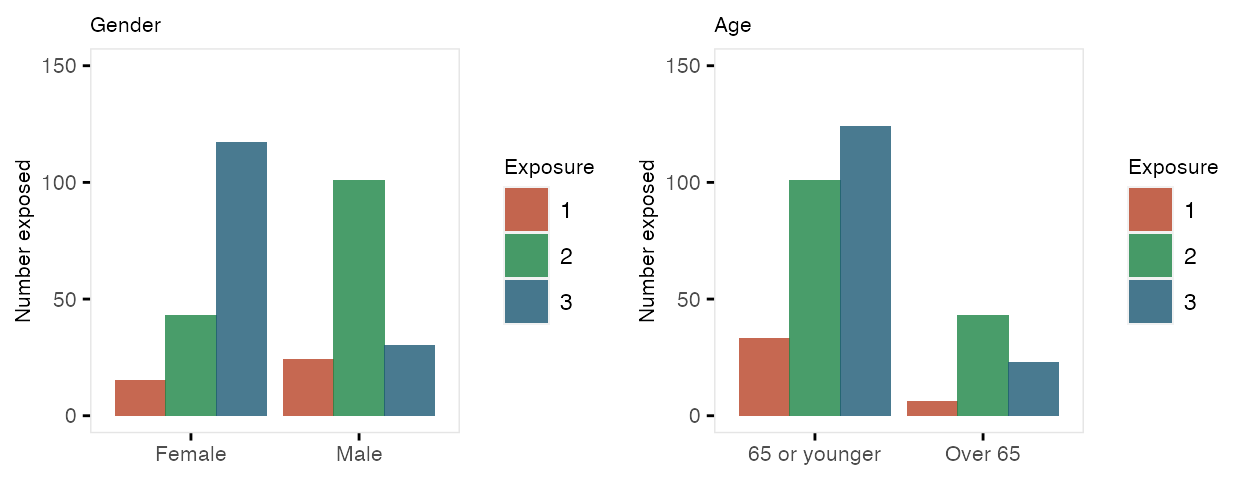 Gender
150
100
50
0
Number exposed
Female Male
Exposure
1
2
3
Age
150
100
50
0
Number exposed
65 or younger Over 65
Exposure
1
2
3